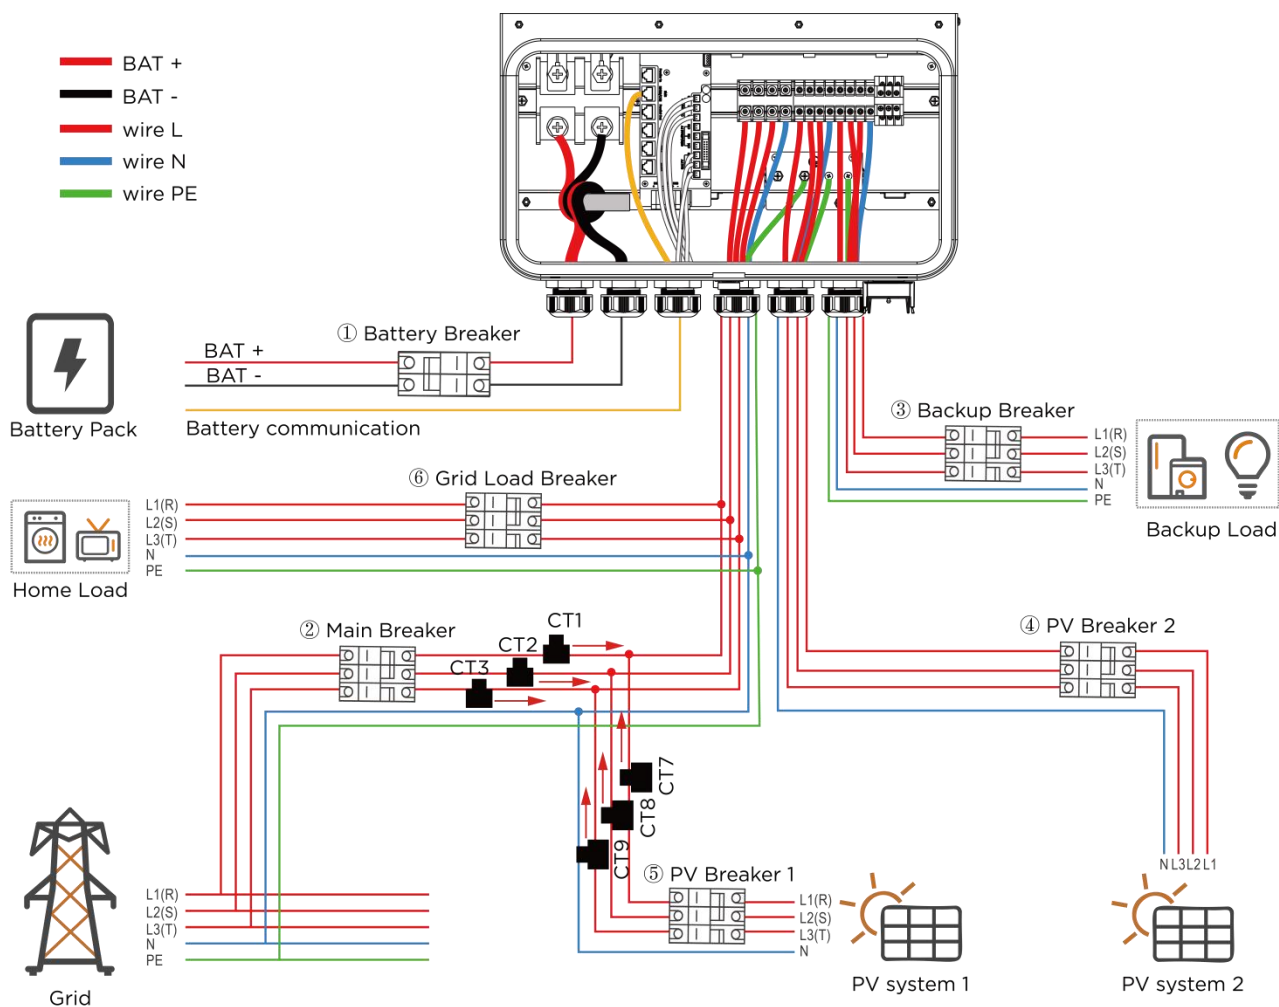 BAT +
BAT -
wire L
wire N
wire PE
① Battery Breaker
BAT +
BAT -
Battery Pack
Battery communication
③ Backup Breaker
L1(R)
L2(S)
L3(T)
N
PE
Backup Load
⑥ Grid Load Breaker
L1(R)
L2(S)
L3(T)
N
PE
Home Load
② Main Breaker
CT1
CT2
CT3
④ PV Breaker 2
CT7
CT8
CT9
N L3 L2 L1
⑤ PV Breaker 1
L1(R)
L2(S)
L3(T)
N
L1(R)
L2(S)
L3(T)
N
PE
Grid
PV system 1
PV system 2